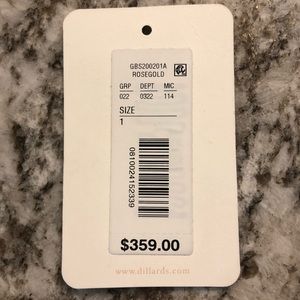 GBS200201A
ROSEGOLD
GRP DEPT MIC
022 0322 114
SIZE
1
0810024152339
$359.00
www.dillards.com